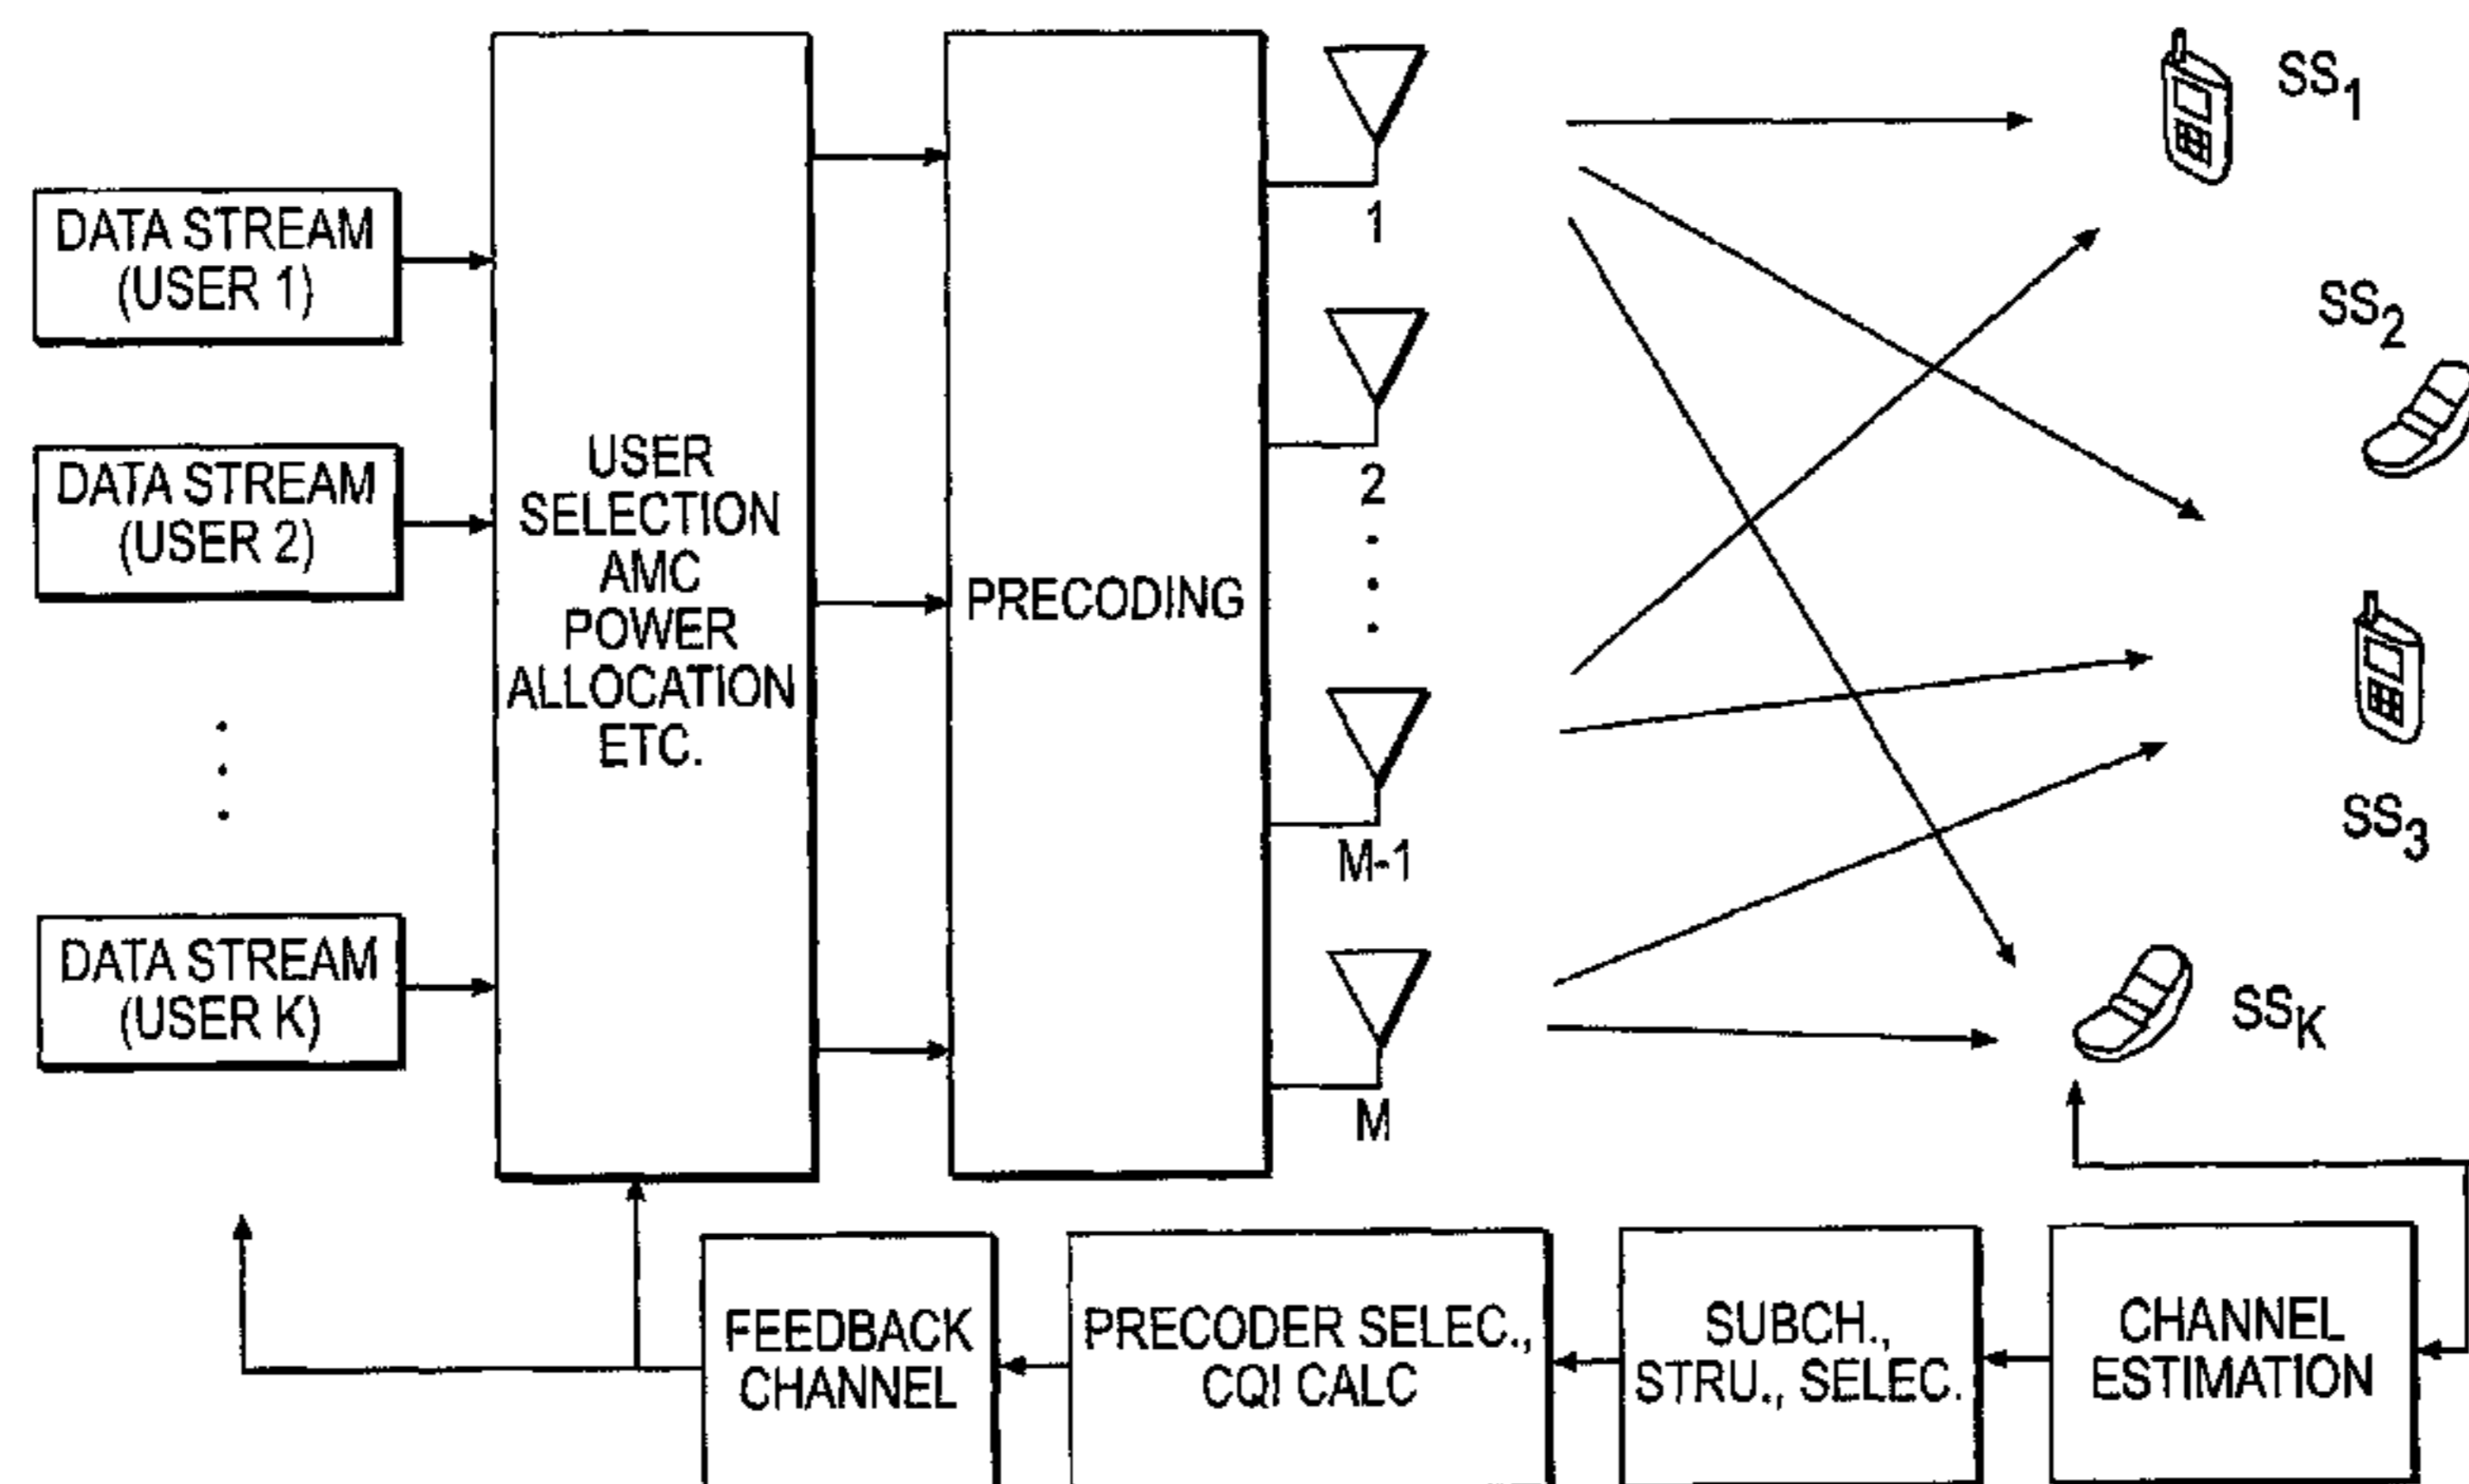 DATA STREAM
(USER 1)
DATA STREAM
(USER 2)
DATA STREAM
(USER K)
USER
SELECTION
AMC
POWER
ALLOCATION
ETC.
PRECODING
1
2
M-1
M
SS1
SS2
SS3
SSK
FEEDBACK
CHANNEL
PRECODER SELEC.,
CQI CALC
SUBCH.,
STRU., SELEC.
CHANNEL
ESTIMATION